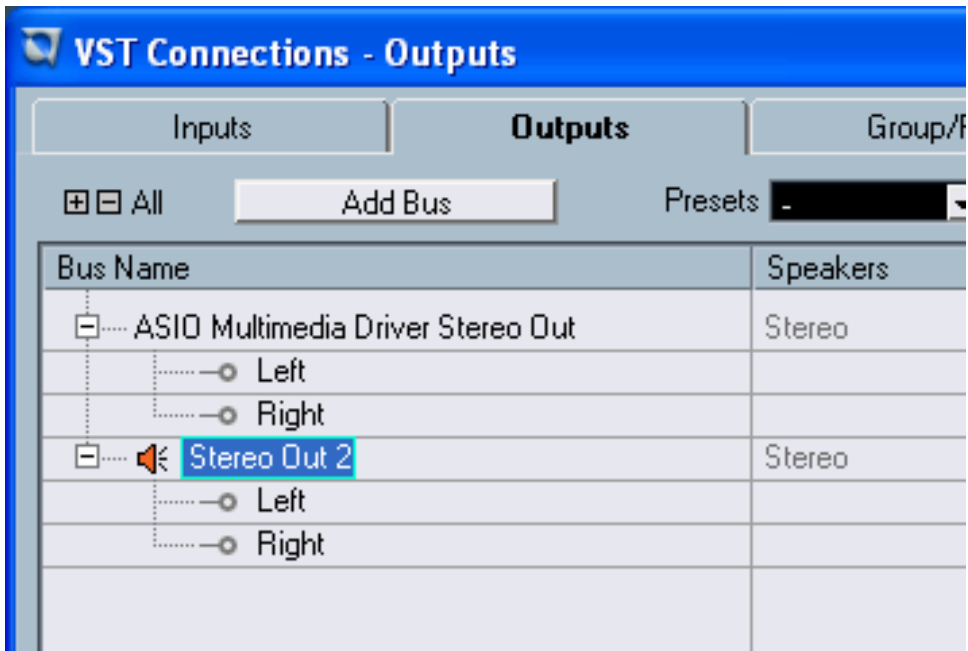 VST Connections - Outputs
Inputs Outputs Group/F
All Add Bus Presets -
Bus Name Speakers
ASIO Multimedia Driver Stereo Out Stereo
Left
Right
Stereo Out 2 Stereo
Left
Right